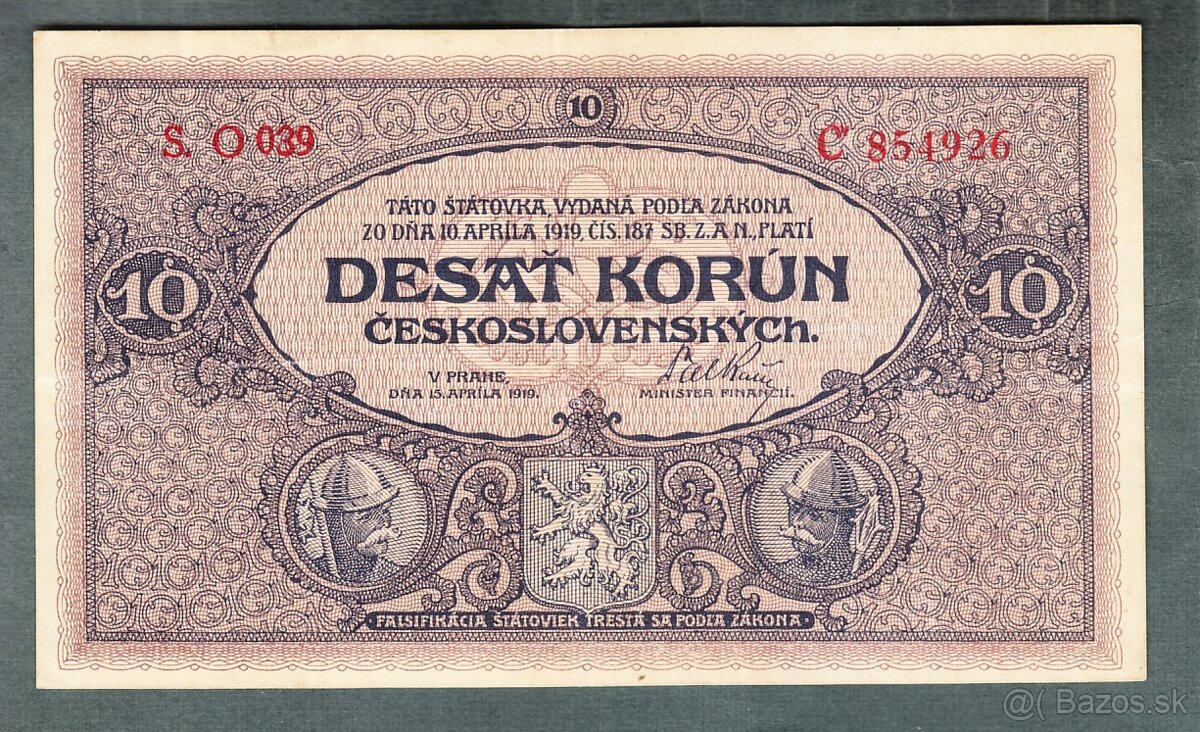 10
S. O 039
C 854926
TÁTO ŠTÁTOVKA, VYDANÁ PODĽA ZÁKONA
ZO DŇA 10. APRÍLA 1919, ČÍS. 187 SB. Z. A N., PLATÍ
DESAŤ KORÚN
10
10
ČESKOSLOVENSKÝCH.
V PRAHE,
DŇA 15. APRÍLA 1919.
MINISTER FINANCIÍ.
FALSIFIKÁCIA ŠTÁTOVIEK TRESTÁ SA PODĽA ZÁKONA
@( Bazos.sk